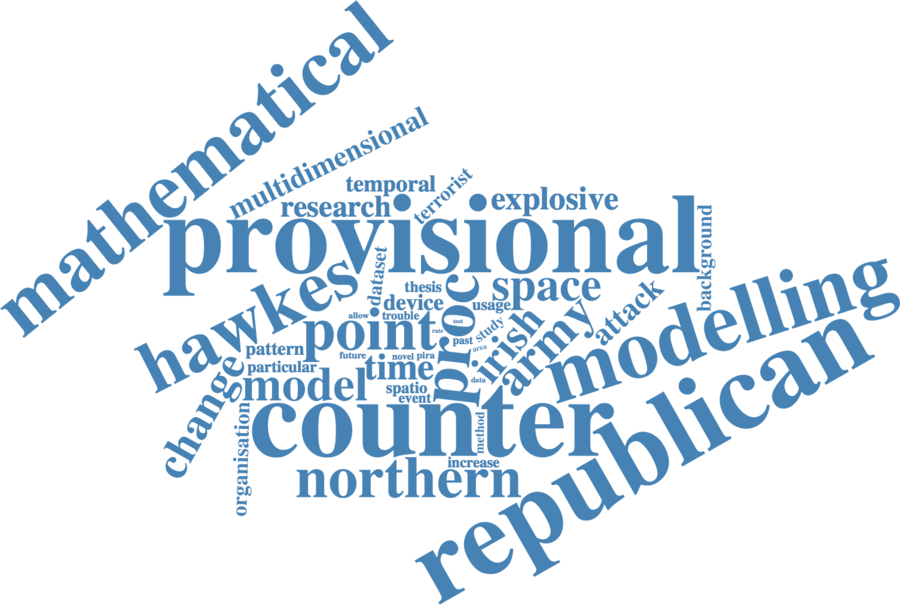 mathematical
multidimensional
temporal
terrorist
research
explosive
provisional
background
hawkes
dataset
thesis
space
device
usage
allow
trouble
proc
test
study
attack
point
rate
past
irish
army
modelling
pattern
area
future
novel
pira
time
particular
change
model
spatio
data
event
republican
counter
organisation
method
increase
northern